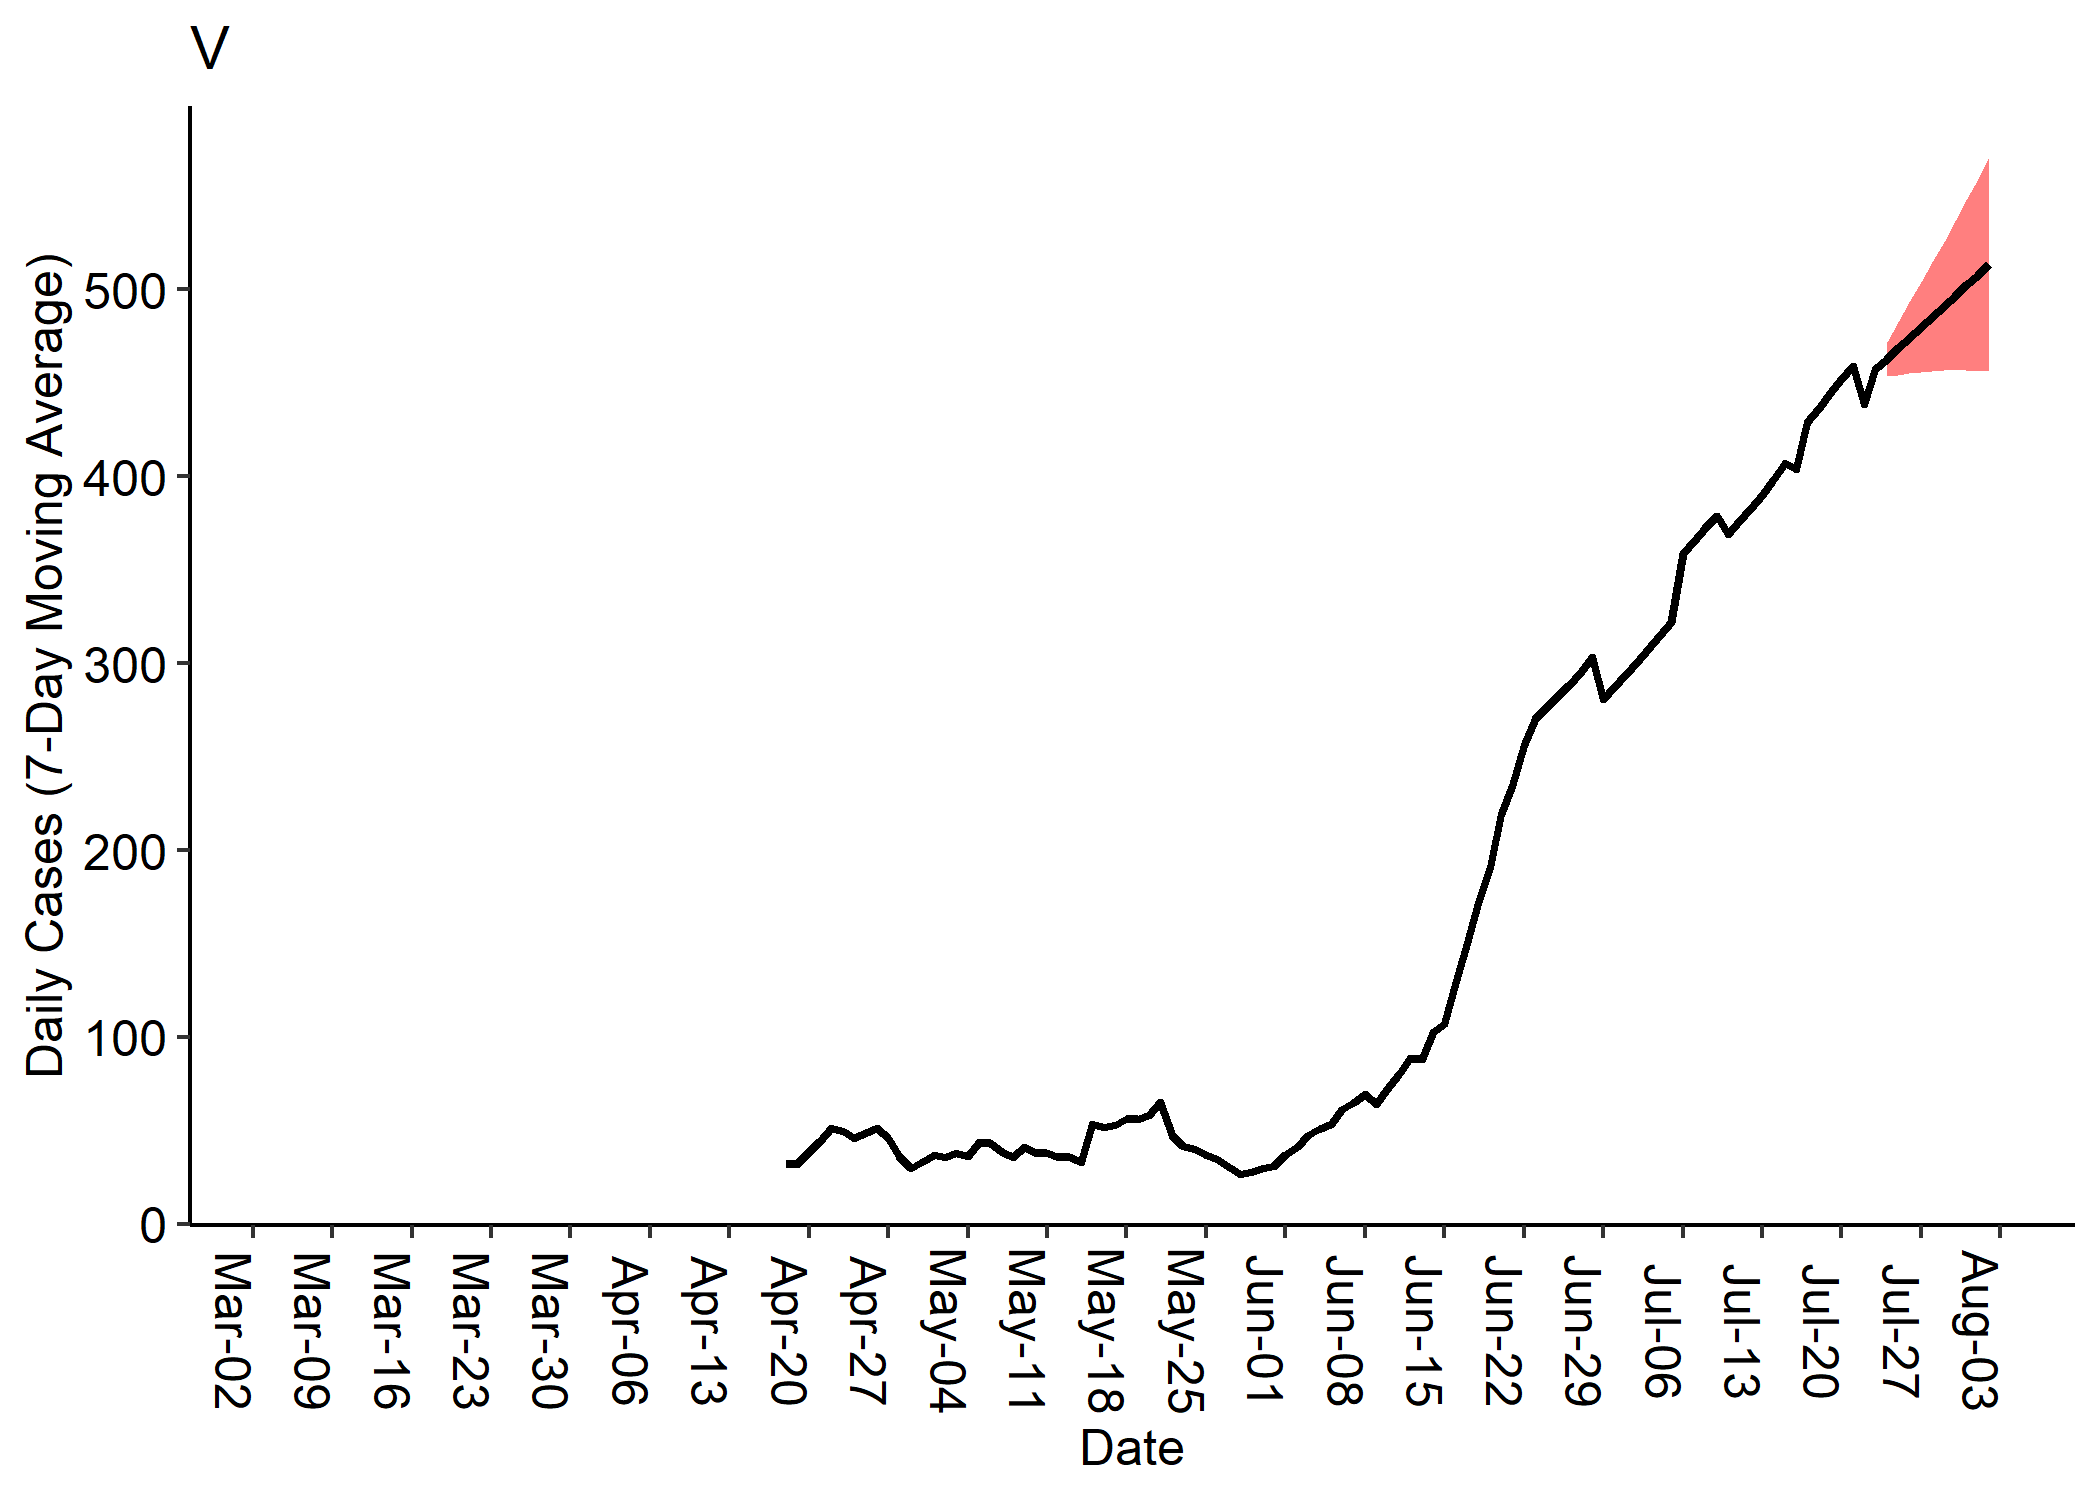 V
Daily Cases (7-Day Moving Average)
500
400
300
200
100
0
Mar-02
Mar-09
Mar-16
Mar-23
Mar-30
Apr-06
Apr-13
Apr-20
Apr-27
May-04
May-11
May-18
May-25
Jun-01
Jun-08
Jun-15
Jun-22
Jun-29
Jul-06
Jul-13
Jul-20
Jul-27
Aug-03
Date